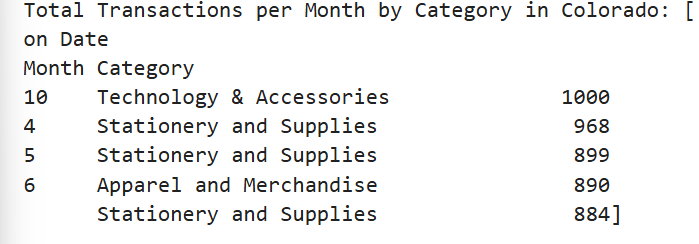 Total Transactions per Month by Category in Colorado: [
on Date
Month Category
10 Technology & Accessories 1000
4 Stationery and Supplies 968
5 Stationery and Supplies 899
6 Apparel and Merchandise 890
Stationery and Supplies 884]